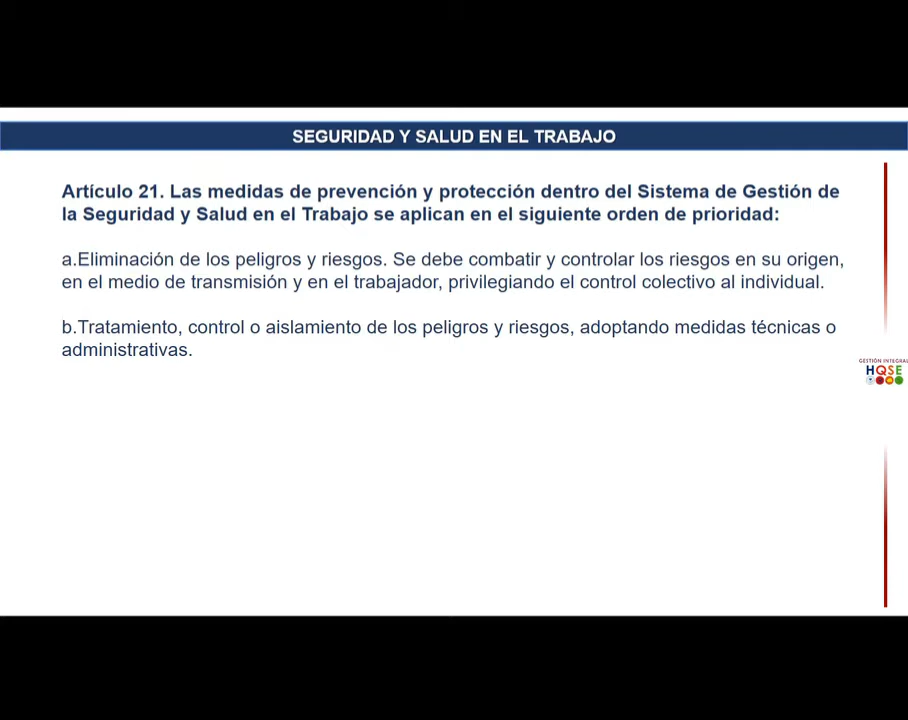 SEGURIDAD Y SALUD EN EL TRABAJO
Artículo 21. Las medidas de prevención y protección dentro del Sistema de Gestión de
la Seguridad y Salud en el Trabajo se aplican en el siguiente orden de prioridad:
a.Eliminación de los peligros y riesgos. Se debe combatir y controlar los riesgos en su origen,
en el medio de transmisión y en el trabajador, privilegiando el control colectivo al individual.
b.Tratamiento, control o aislamiento de los peligros y riesgos, adoptando medidas técnicas o
administrativas.
GESTIÓN INTEGRAL
HQSE